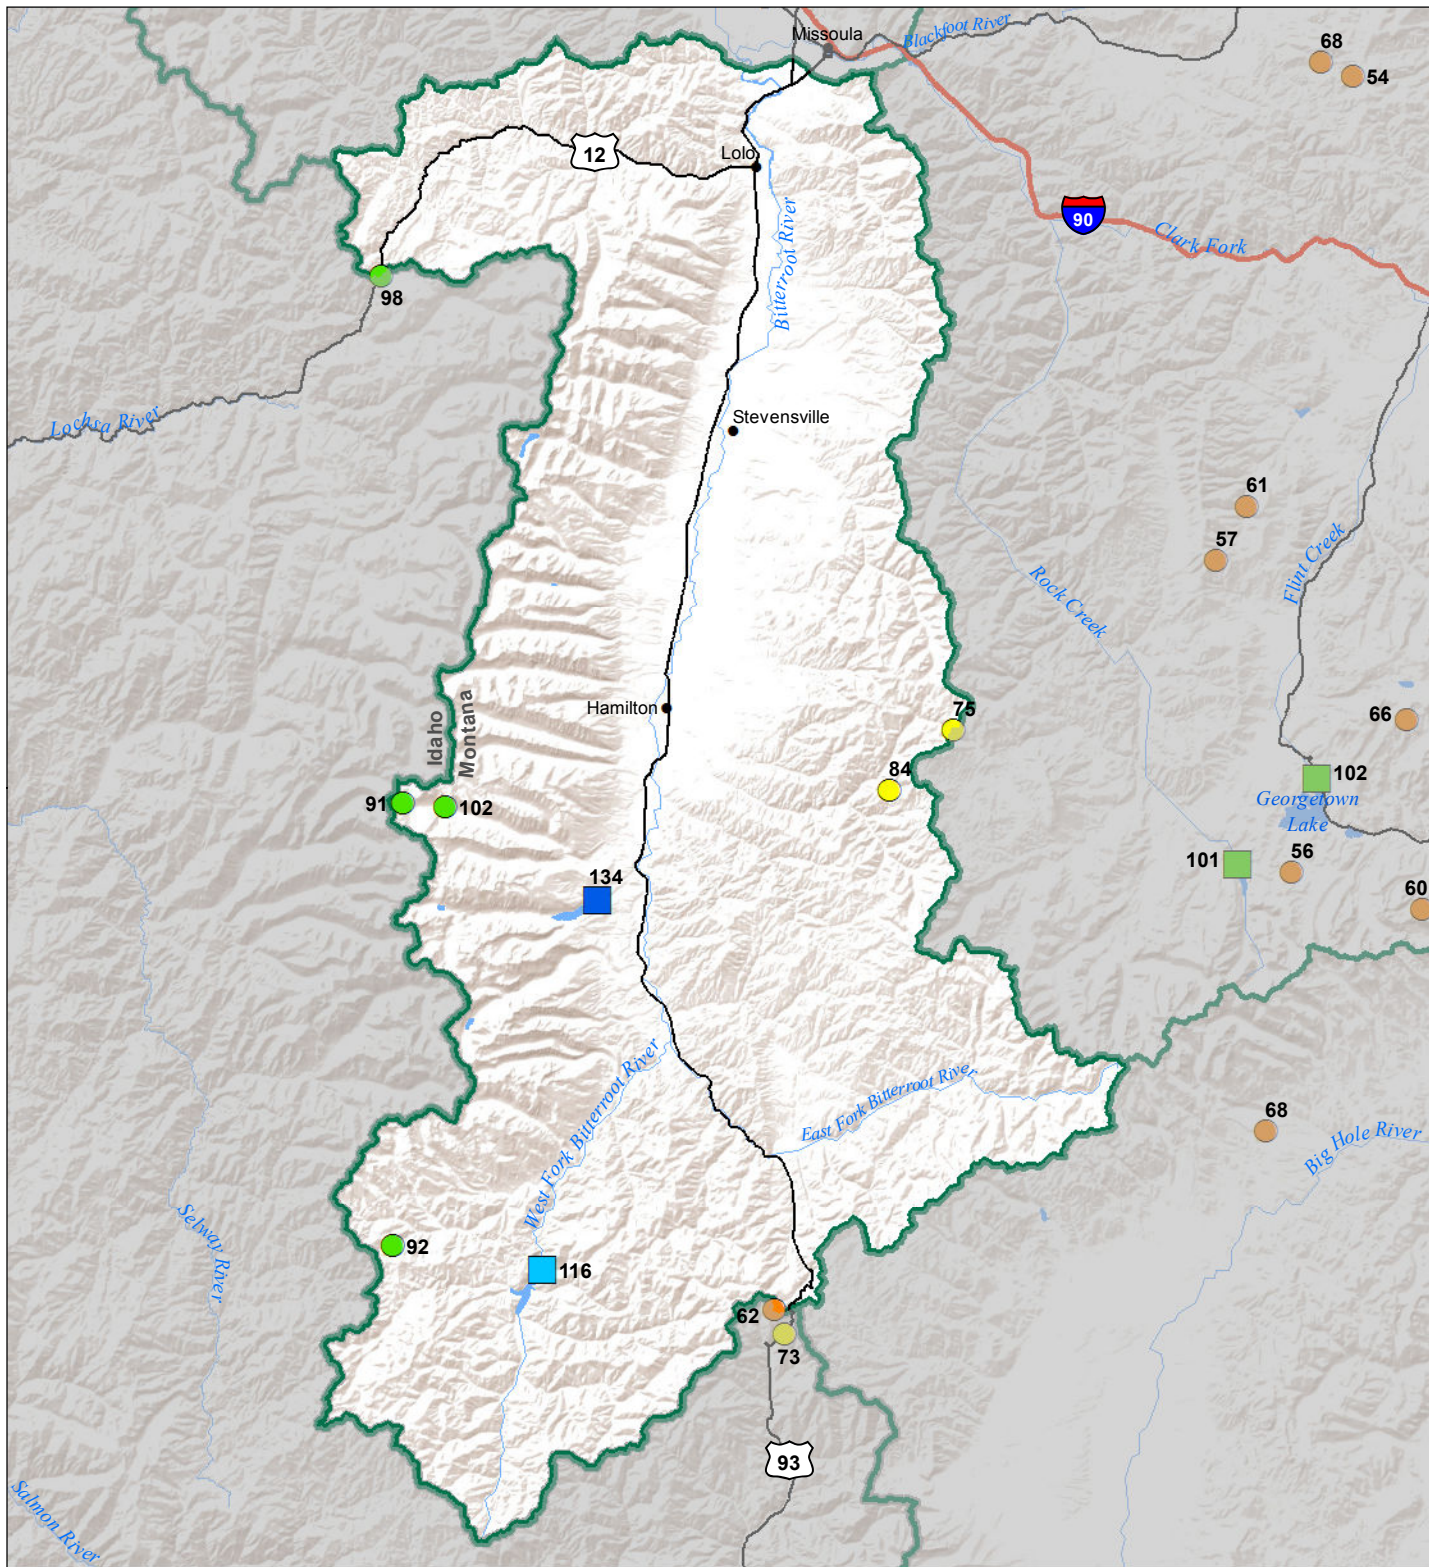 Missoula
Blackfoot River
68
54
12
Lolo
90
Bitterroot River
Clark Fork
98
Lochsa River
Stevensville
61
57
Flint Creek
Rock Creek
Idaho
Montana
Hamilton
75
66
84
102
91
102
Georgetown
Lake
101
56
134
60
West Fork Bitterroot River
East Fork Bitterroot River
68
Big Hole River
Selway River
92
116
62
73
93
Salmon River